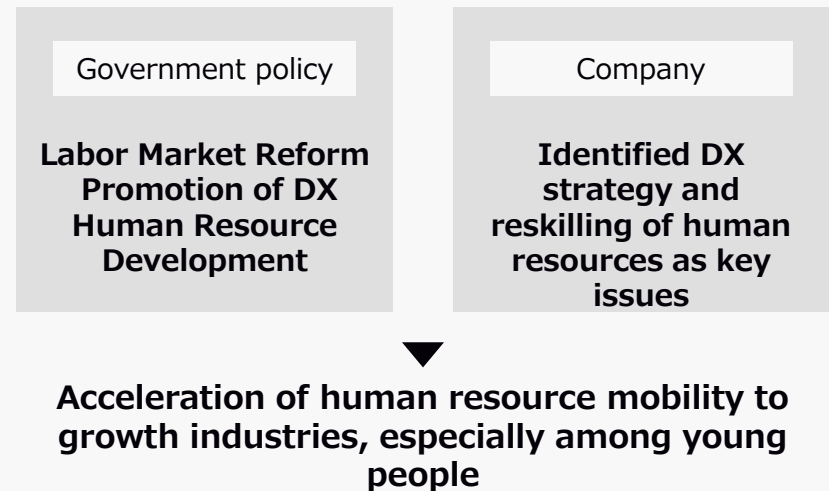 Government policy
Labor Market Reform
Promotion of DX
Human Resource
Development
Company
Identified DX
strategy and
reskilling of human
resources as key
issues
Acceleration of human resource mobility to
growth industries, especially among young
people